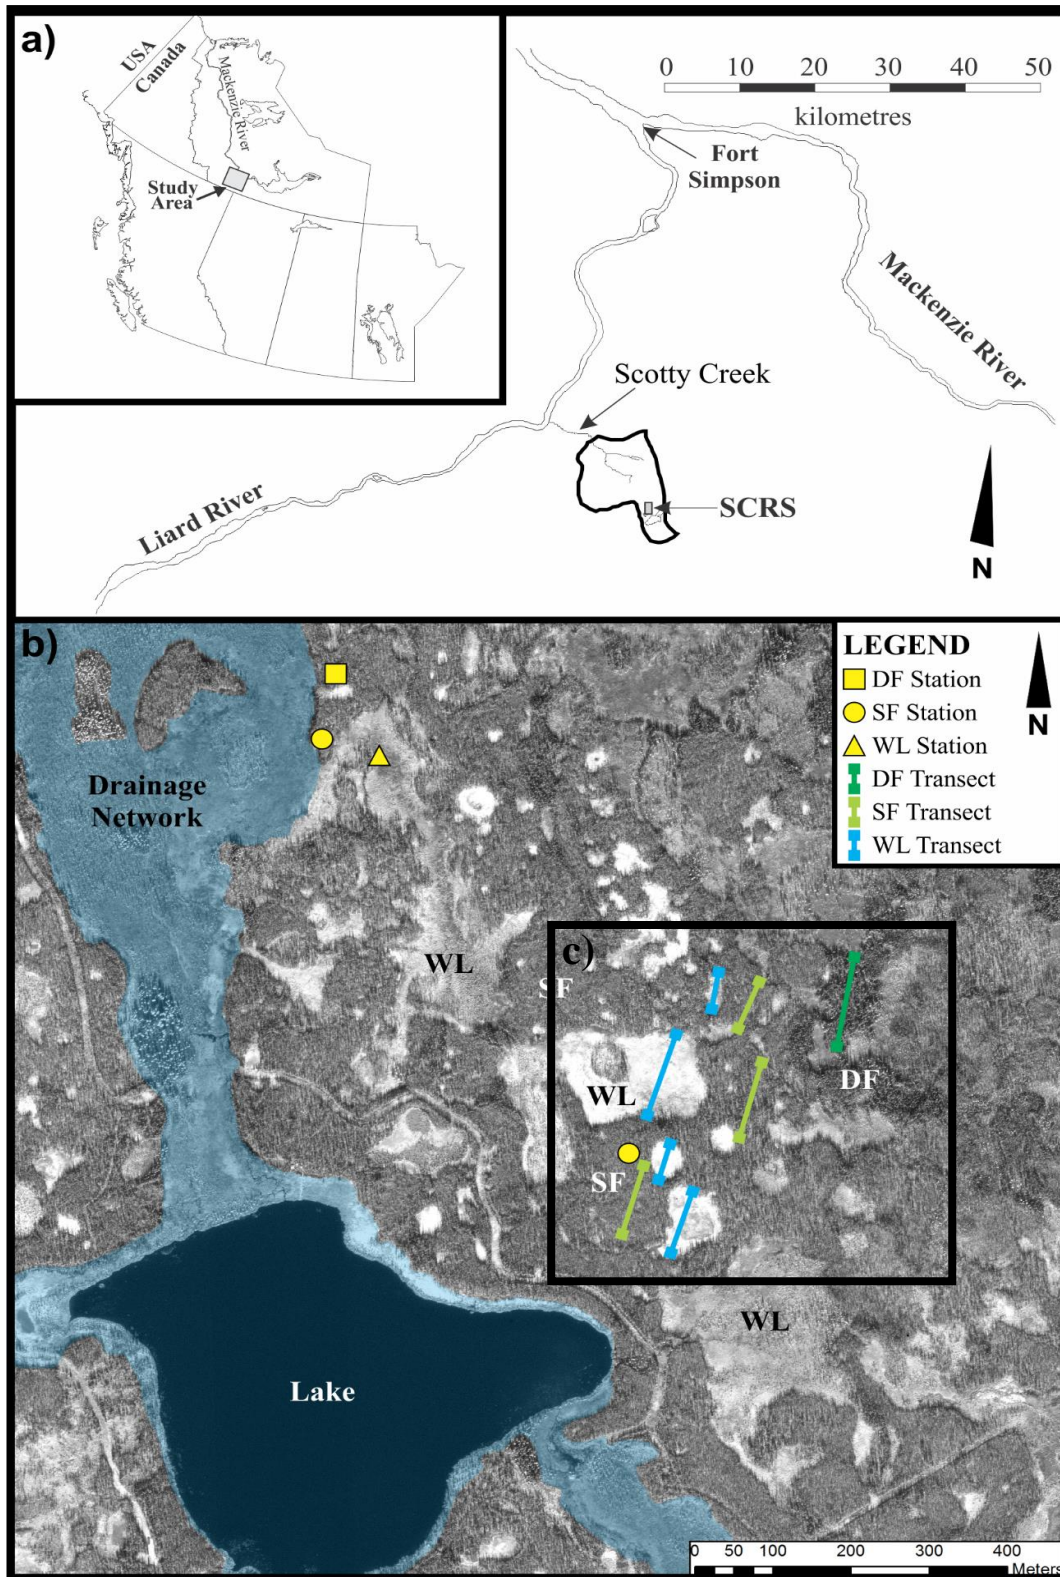 a)
USA
Canada
Mackenzie River
Study
Area
0 10 20 30 40 50
kilometres
Fort
Simpson
Mackenzie River
Scotty Creek
Liard River
SCRS
N
b)
LEGEND
DF Station
SF Station
WL Station
DF Transect
SF Transect
WL Transect
N
Drainage
Network
WL
c)
SF
WL
DF
SF
WL
Lake
0 50 100 200 300 400
Meters